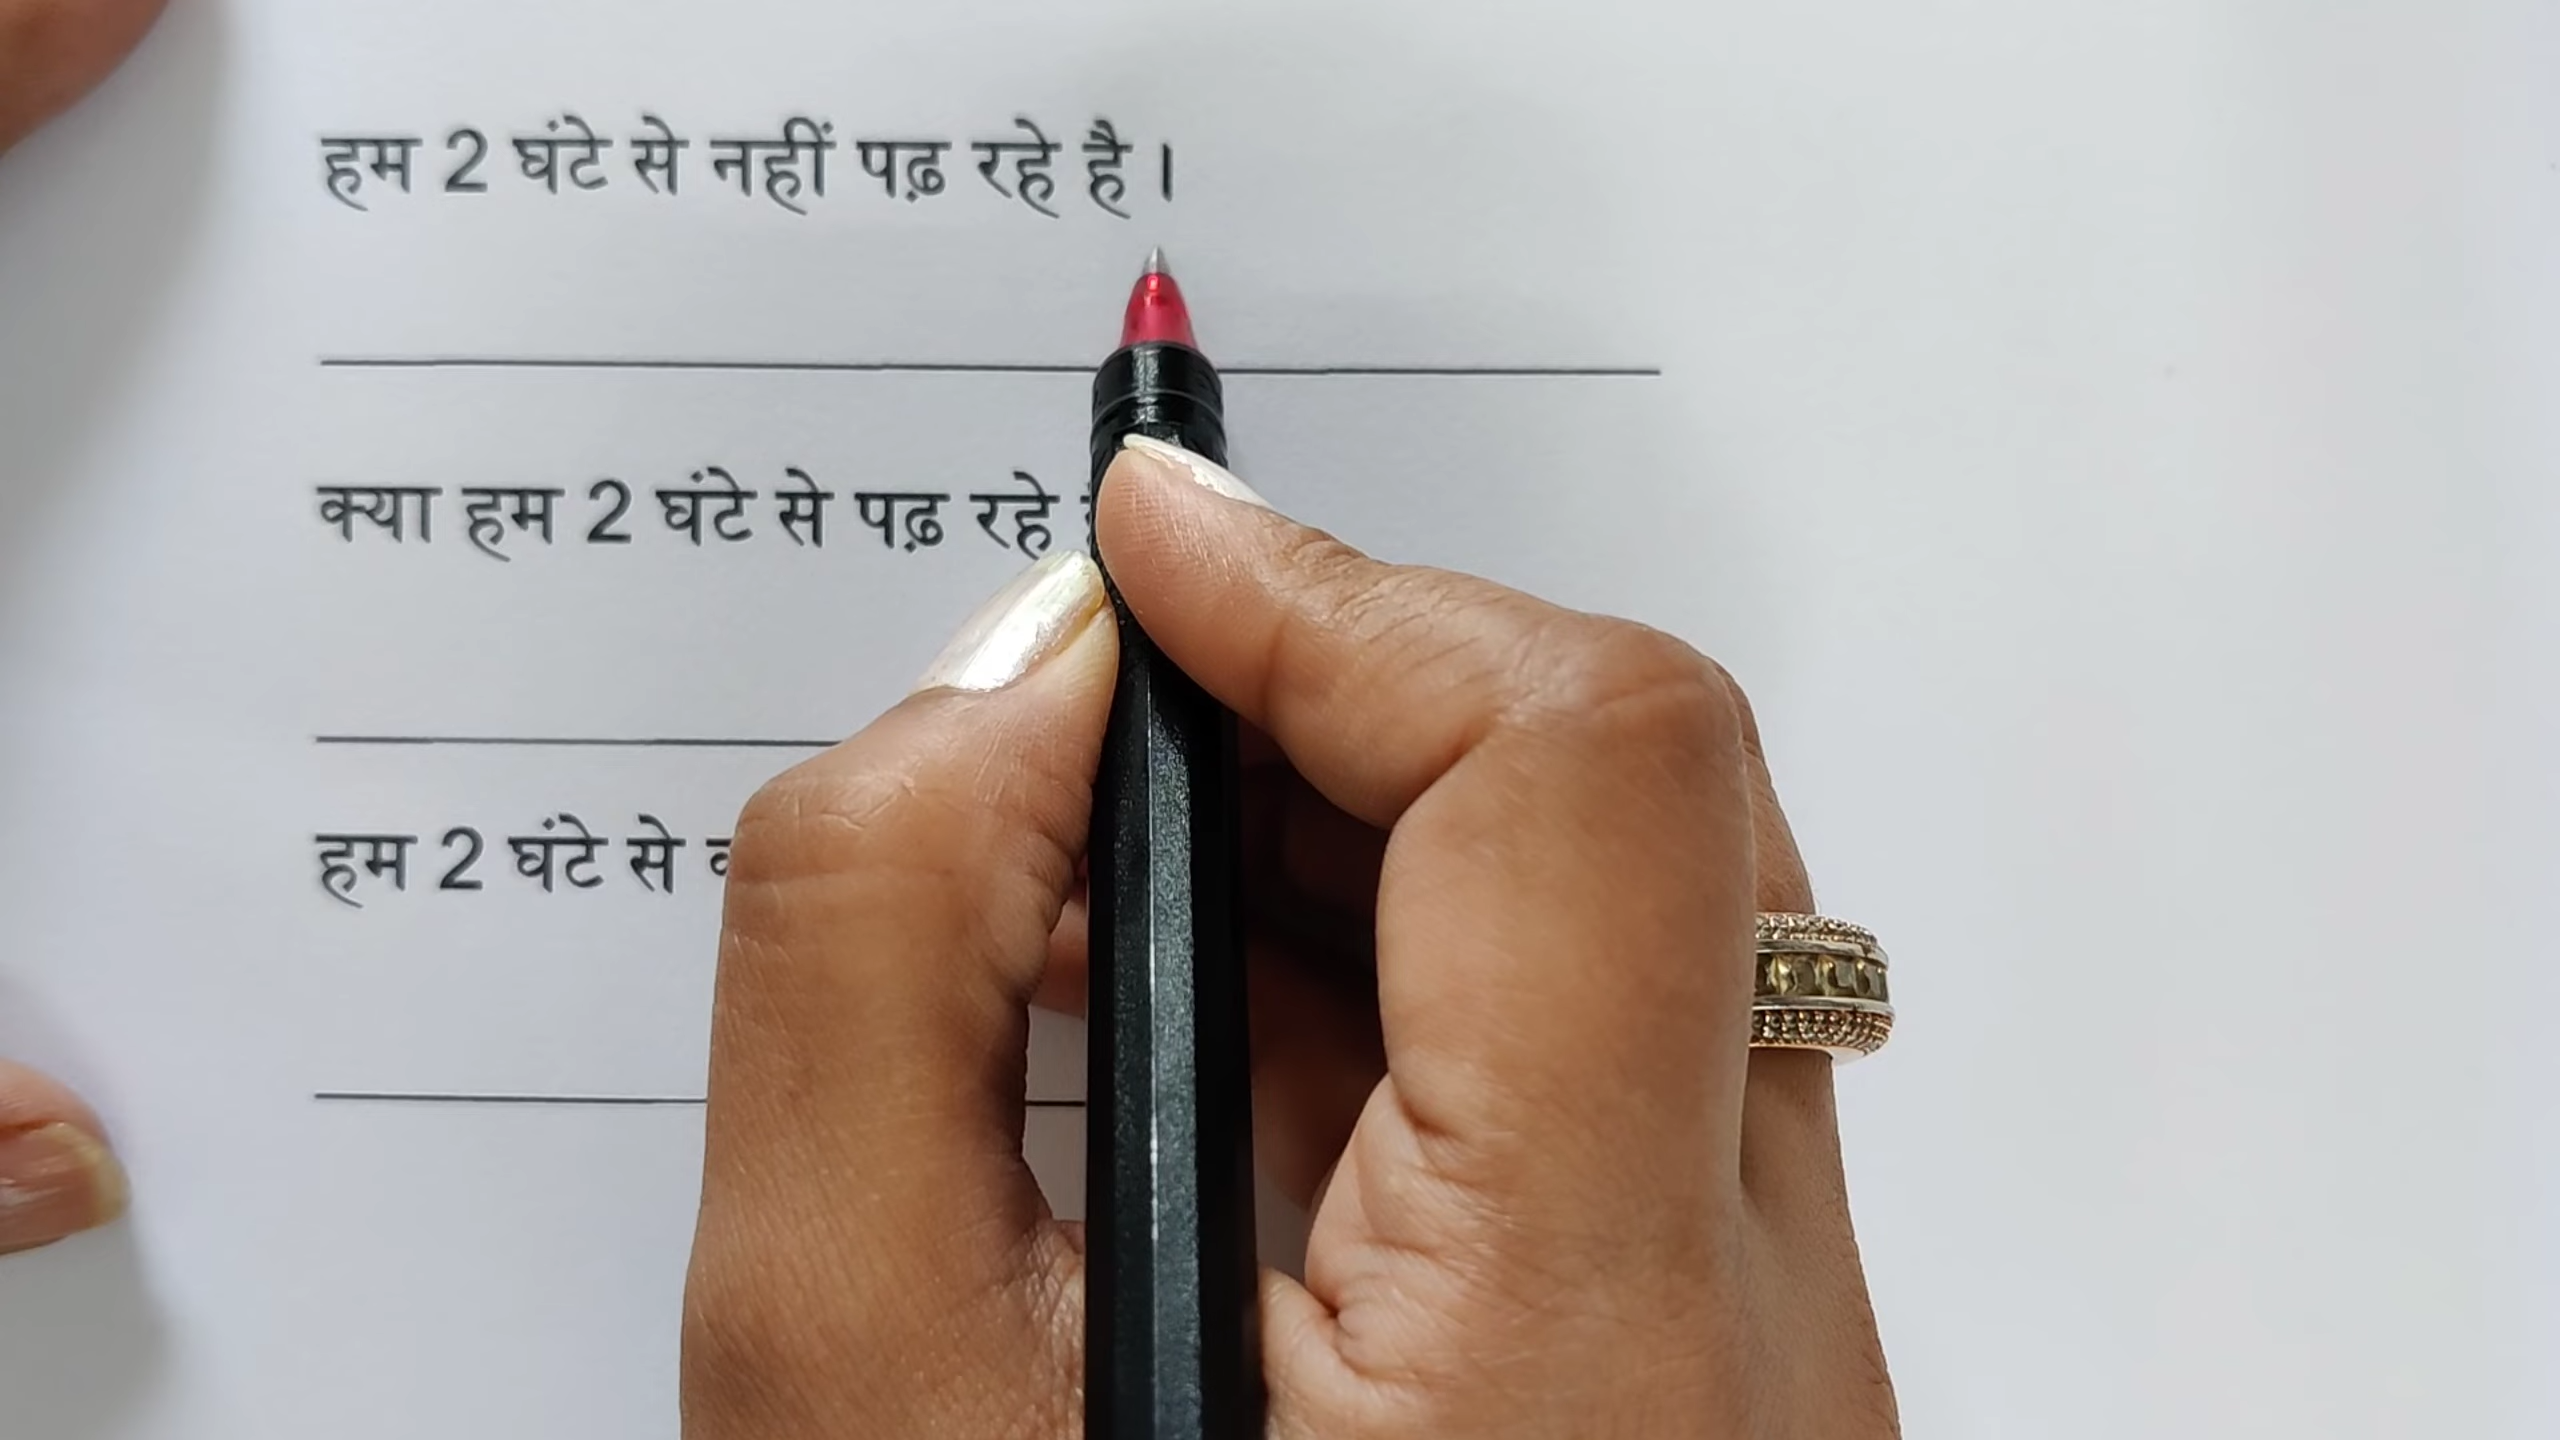 हम 2 घंटे से नहीं पढ़ रहे है ।
क्या हम 2 घंटे से पढ़ रहे
हम 2 घंटे से